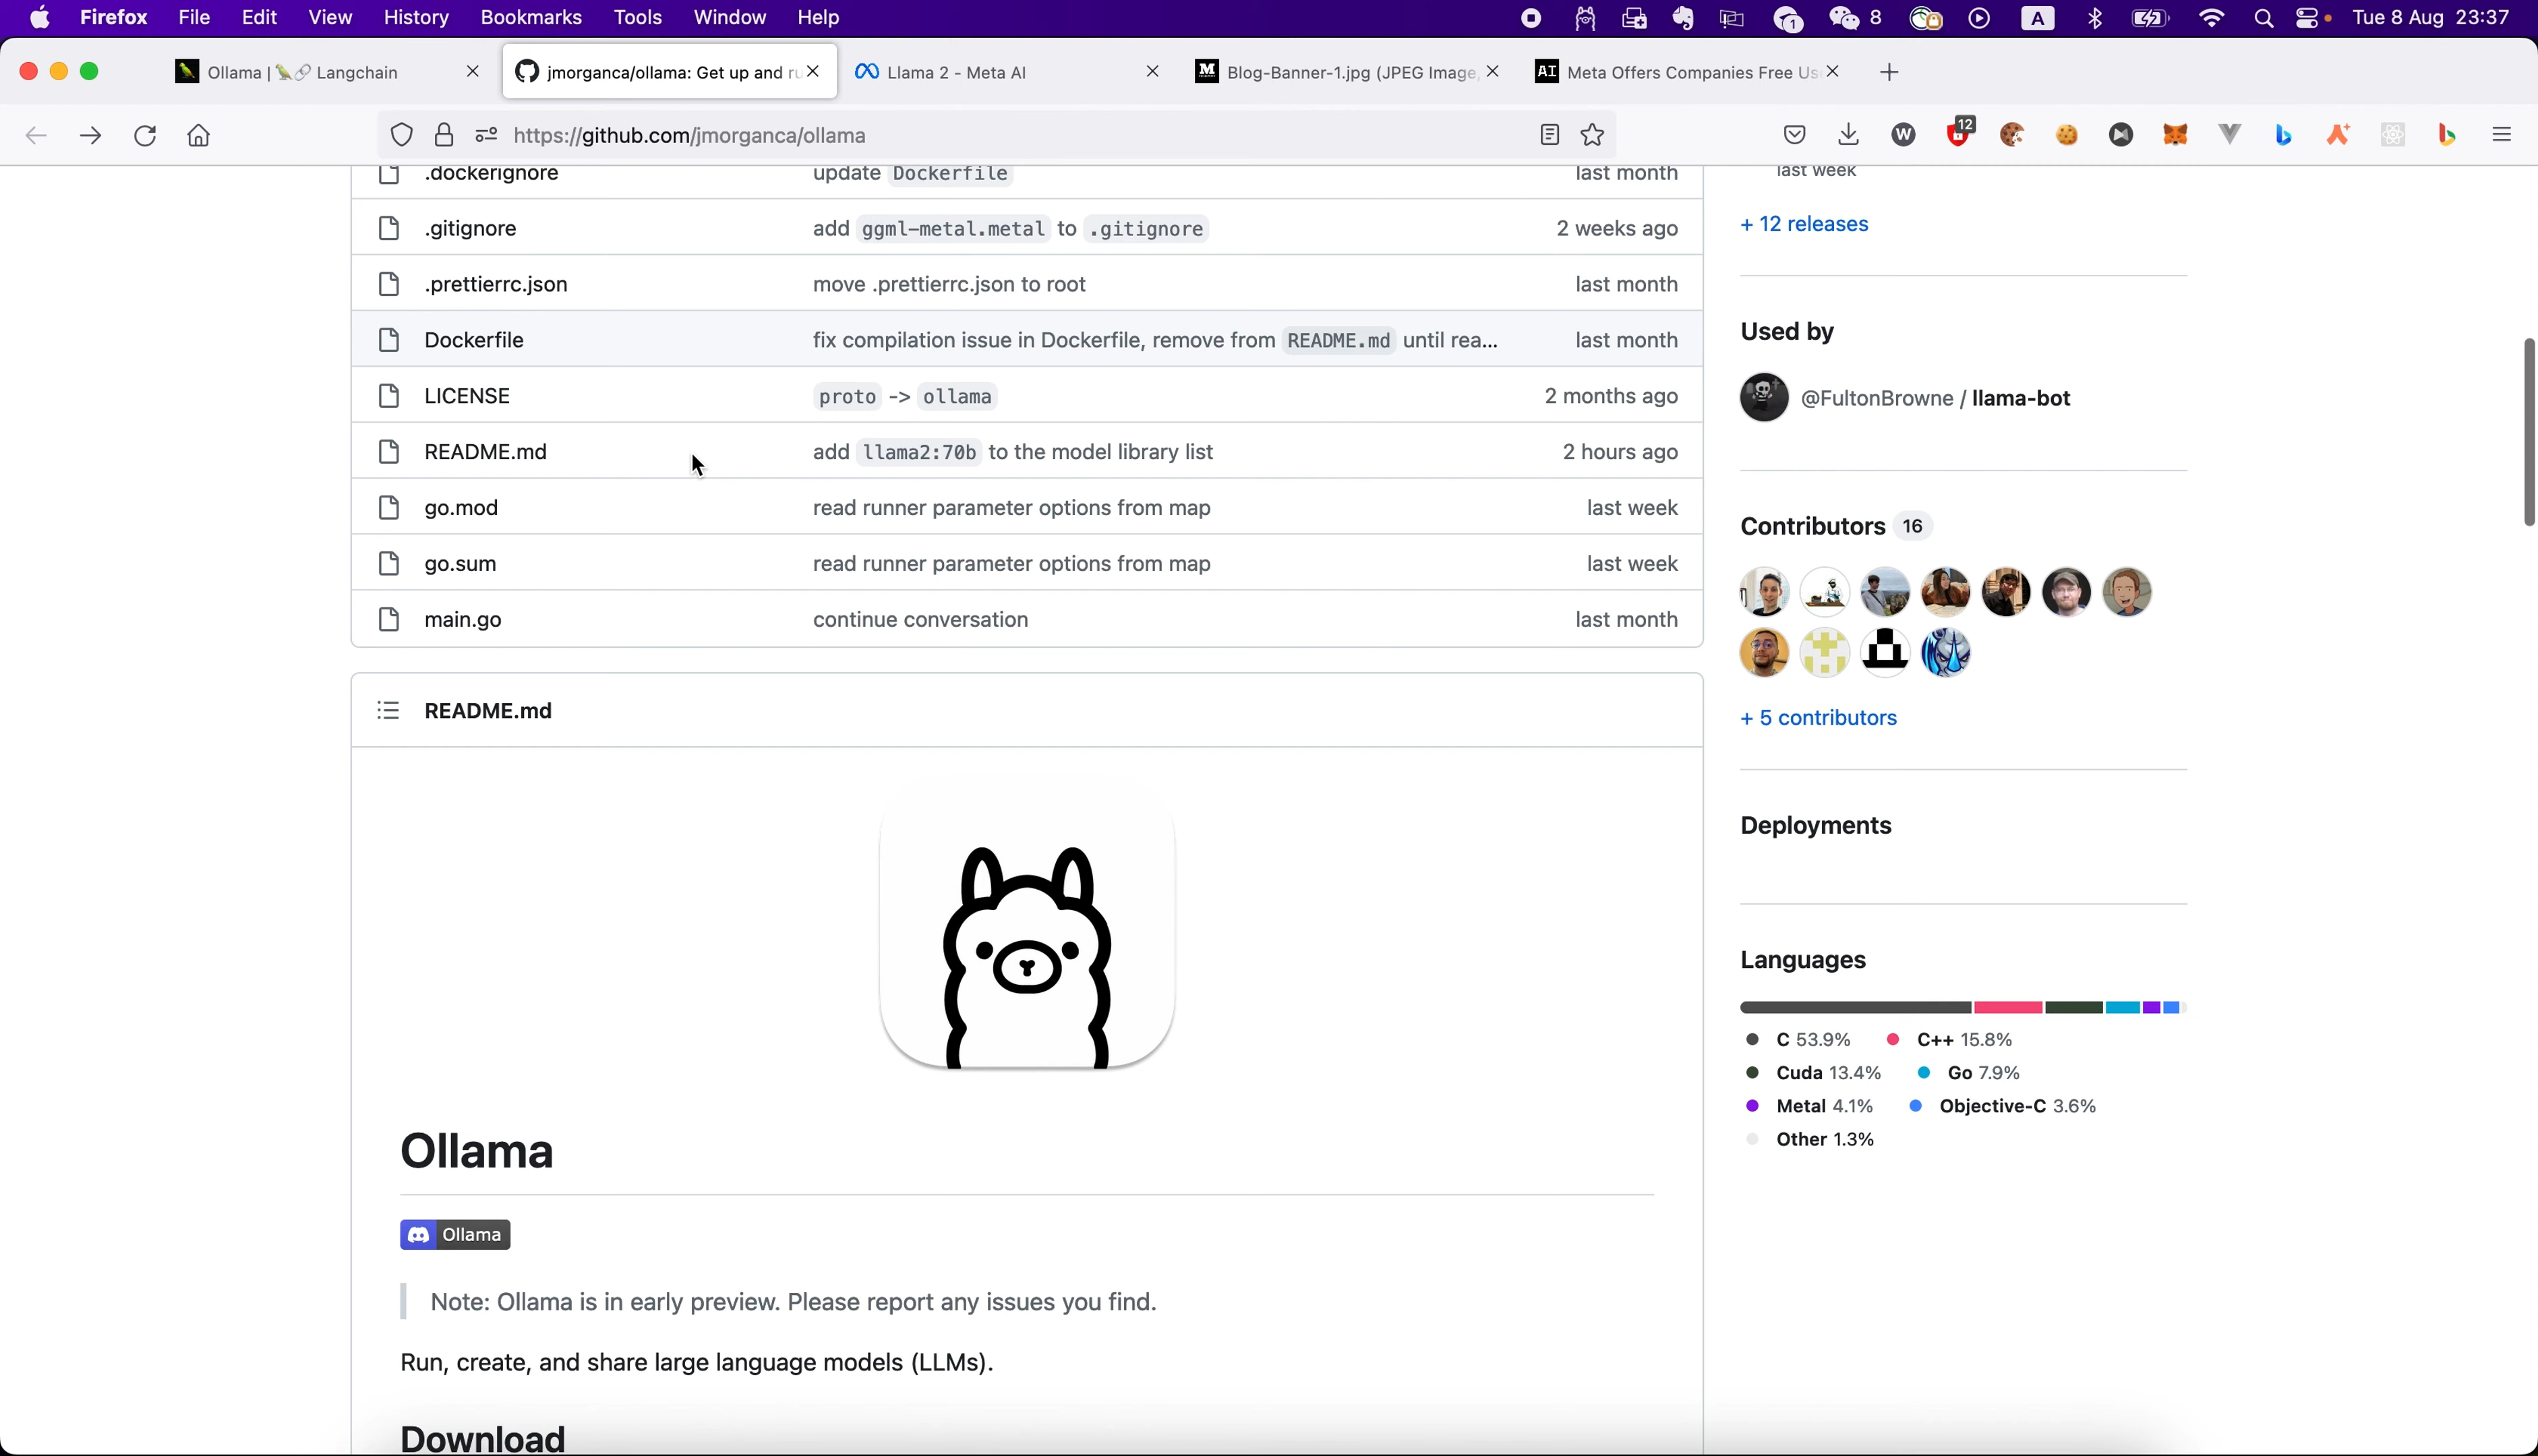 Firefox File Edit View History Bookmarks Tools Window Help 1 8 A Tue 8 Aug 23:37
Ollama | 🦜🔗 Langchain
jmorganca/ollama: Get up and ru
Llama 2 - Meta AI
M Blog-Banner-1.jpg (JPEG Image,
AI Meta Offers Companies Free Us
https://github.com/jmorganca/ollama
12
W
.dockerignore update Dockerfile last month
.gitignore add ggml-metal.metal to .gitignore 2 weeks ago
.prettierrc.json move .prettierrc.json to root last month
Dockerfile fix compilation issue in Dockerfile, remove from README.md until rea... last month
LICENSE proto -> ollama 2 months ago
README.md add llama2:70b to the model library list 2 hours ago
go.mod read runner parameter options from map last week
go.sum read runner parameter options from map last week
main.go continue conversation last month
README.md
Ollama
Ollama
Note: Ollama is in early preview. Please report any issues you find.
Run, create, and share large language models (LLMs).
Download
last week
+ 12 releases
Used by
@FultonBrowne / llama-bot
Contributors 16
+ 5 contributors
Deployments
Languages
C 53.9% C++ 15.8%
Cuda 13.4% Go 7.9%
Metal 4.1% Objective-C 3.6%
Other 1.3%